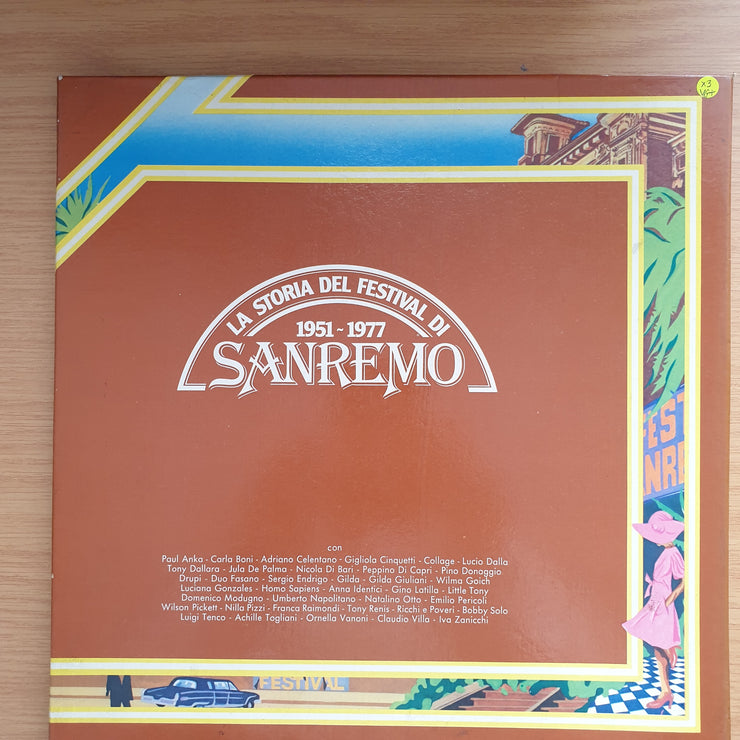 x3
VG+
LA STORIA DEL FESTIVAL DI
1951 ~ 1977
SANREMO
FEST
ANRE
con
Paul Anka - Carla Boni - Adriano Celentano - Gigliola Cinquetti - Collage - Lucio Dalla
Tony Dallara - Jula De Palma - Nicola Di Bari - Peppino Di Capri - Pino Donaggio
Drupi - Duo Fasano - Sergio Endrigo - Gilda - Gilda Giuliani - Wilma Goich
Luciana Gonzales - Homo Sapiens - Anna Identici - Gino Latilla - Little Tony
Domenico Modugno - Umberto Napolitano - Natalino Otto - Emilio Pericoli
Wilson Pickett - Nilla Pizzi - Franca Raimondi - Tony Renis - Ricchi e Poveri - Bobby Solo
Luigi Tenco - Achille Togliani - Ornella Vanoni - Claudio Villa - Iva Zanicchi
FESTIVAL